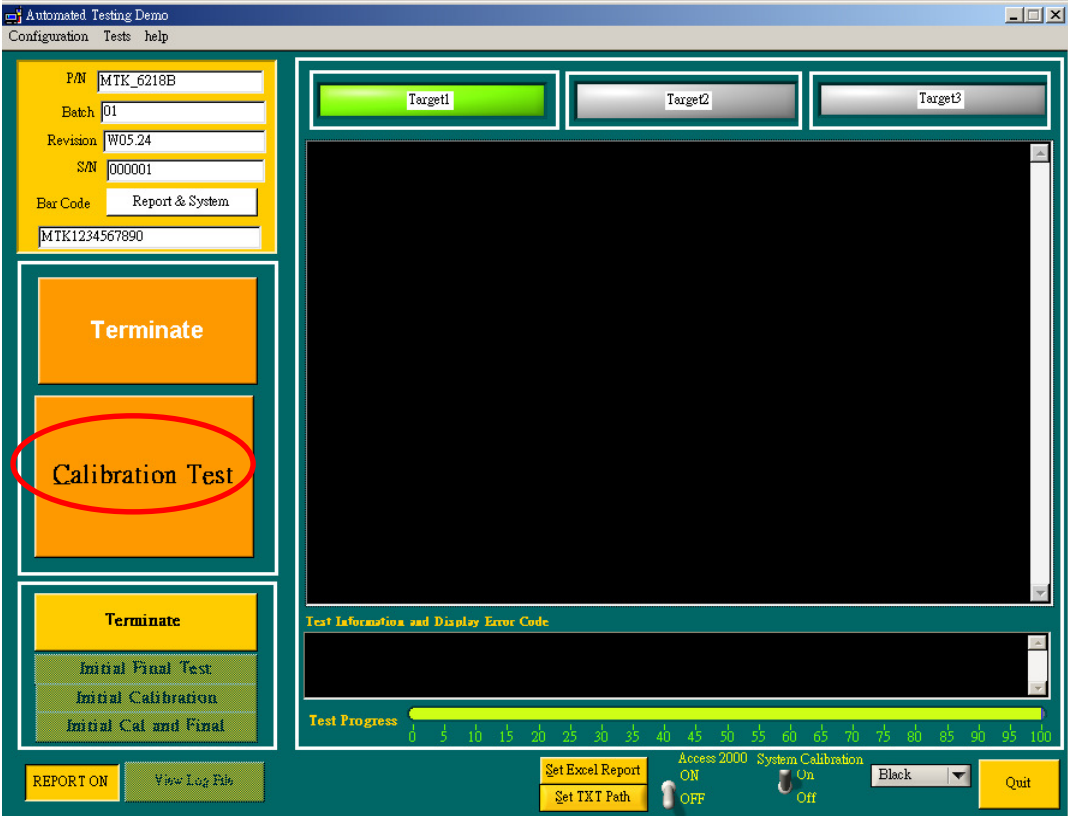 Automated Testing Demo
Configuration Tests help
P/N MTK_6218B
Batch 01
Revision W05.24
S/N 000001
Bar Code Report & System
MTK1234567890
Terminate
Calibration Test
Terminate
Initial Final Test
Initial Calibration
Initial Cal and Final
REPORT ON
View Log File
Target1
Target2
Target3
Test Information and Display Error Code
Test Progress
0 5 10 15 20 25 30 35 40 45 50 55 60 65 70 75 80 85 90 95 100
Set Excel Report
Set TXT Path
Access 2000
ON
OFF
System Calibration
On
Off
Black
Quit